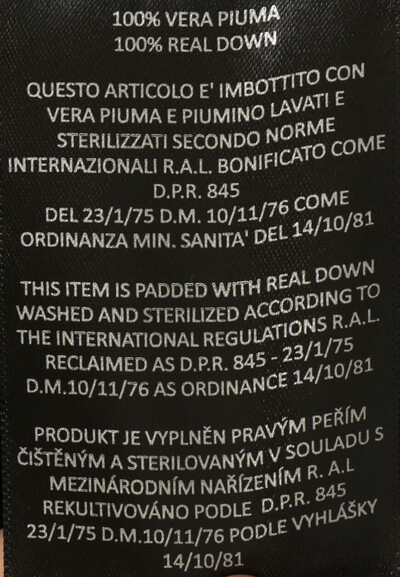 100% VERA PIUMA
100% REAL DOWN
QUESTO ARTICOLO E' IMBOTTITO CON
VERA PIUMA E PIUMINO LAVATI E
STERILIZZATI SECONDO NORME
INTERNAZIONALI R.A.L. BONIFICATO COME
D.P.R. 845
DEL 23/1/75 D.M. 10/11/76 COME
ORDINANZA MIN. SANITA' DEL 14/10/81
THIS ITEM IS PADDED WITH REAL DOWN
WASHED AND STERILIZED ACCORDING TO
THE INTERNATIONAL REGULATIONS R.A.L.
RECLAIMED AS D.P.R. 845 - 23/1/75
D.M.10/11/76 AS ORDINANCE 14/10/81
PRODUKT JE VYPLNĚN PRAVÝM PEŘÍM
ČIŠTĚNÝM A STERILOVANÝM V SOULADU S
MEZINÁRODNÍM NAŘÍZENÍM R. A.L
REKULTIVOVÁNO PODLE D.P.R. 845
23/1/75 D.M.10/11/76 PODLE VYHLÁŠKY
14/10/81